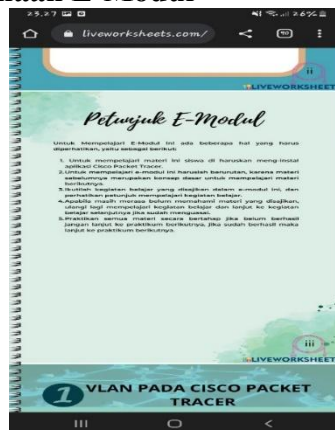 23.27
26%
liveworksheets.com/
90
ii
LIVEWORKSHEETS
Petunjuk E-Modul
Untuk Mempelajari E-Modul ini ada beberapa hal yang harus
diperhatikan, yaitu sebagai berikut:
1. Untuk mempelajari materi ini siswa di haruskan meng-instal
aplikasi Cisco Packet Tracer.
2. Untuk mempelajari e-modul ini haruslah berurutan, karena materi
sebelumnya merupakan konsep dasar untuk mempelajari materi
berikutnya.
3. Ikutilah kegiatan belajar yang disajikan dalam e-modul ini, dan
perhatikan petunjuk mempelajari kegiatan belajar.
4. Apabila masih merasa belum memahami materi yang disajikan,
ulangi lagi mempelajari kegiatan belajar dan lanjut ke kegiatan
belajar selanjutnya jika sudah menguasai.
5. Praktikan semua materi secara bertahap jika belum berhasil
jangan lanjut ke praktikum berikutnya, jika sudah berhasil maka
lanjut ke praktikum berikutnya.
iii
LIVEWORKSHEET
1 VLAN PADA CISCO PACKET
TRACER